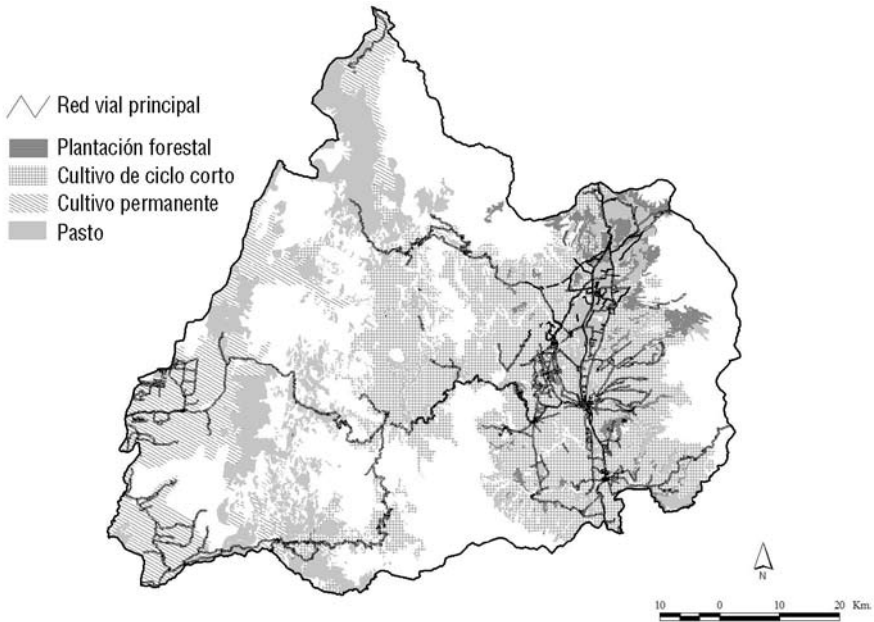 Red vial principal
Plantación forestal
Cultivo de ciclo corto
Cultivo permanente
Pasto
N
10 0 10 20 Km.